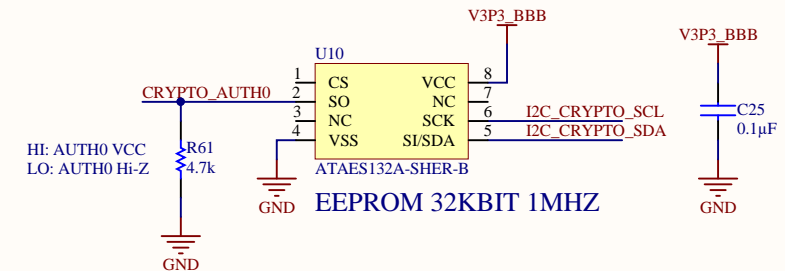 V3P3_BBB
U10
1 CS VCC 8
CRYPTO_AUTH0 2 SO NC 7
3 NC SCK 6 I2C_CRYPTO_SCL
4 VSS SI/SDA 5 I2C_CRYPTO_SDA
ATAES132A-SHER-B
HI: AUTH0 VCC
LO: AUTH0 Hi-Z
R61
4.7k
GND
GND
EEPROM 32KBIT 1MHZ
V3P3_BBB
C25
0.1µF
GND